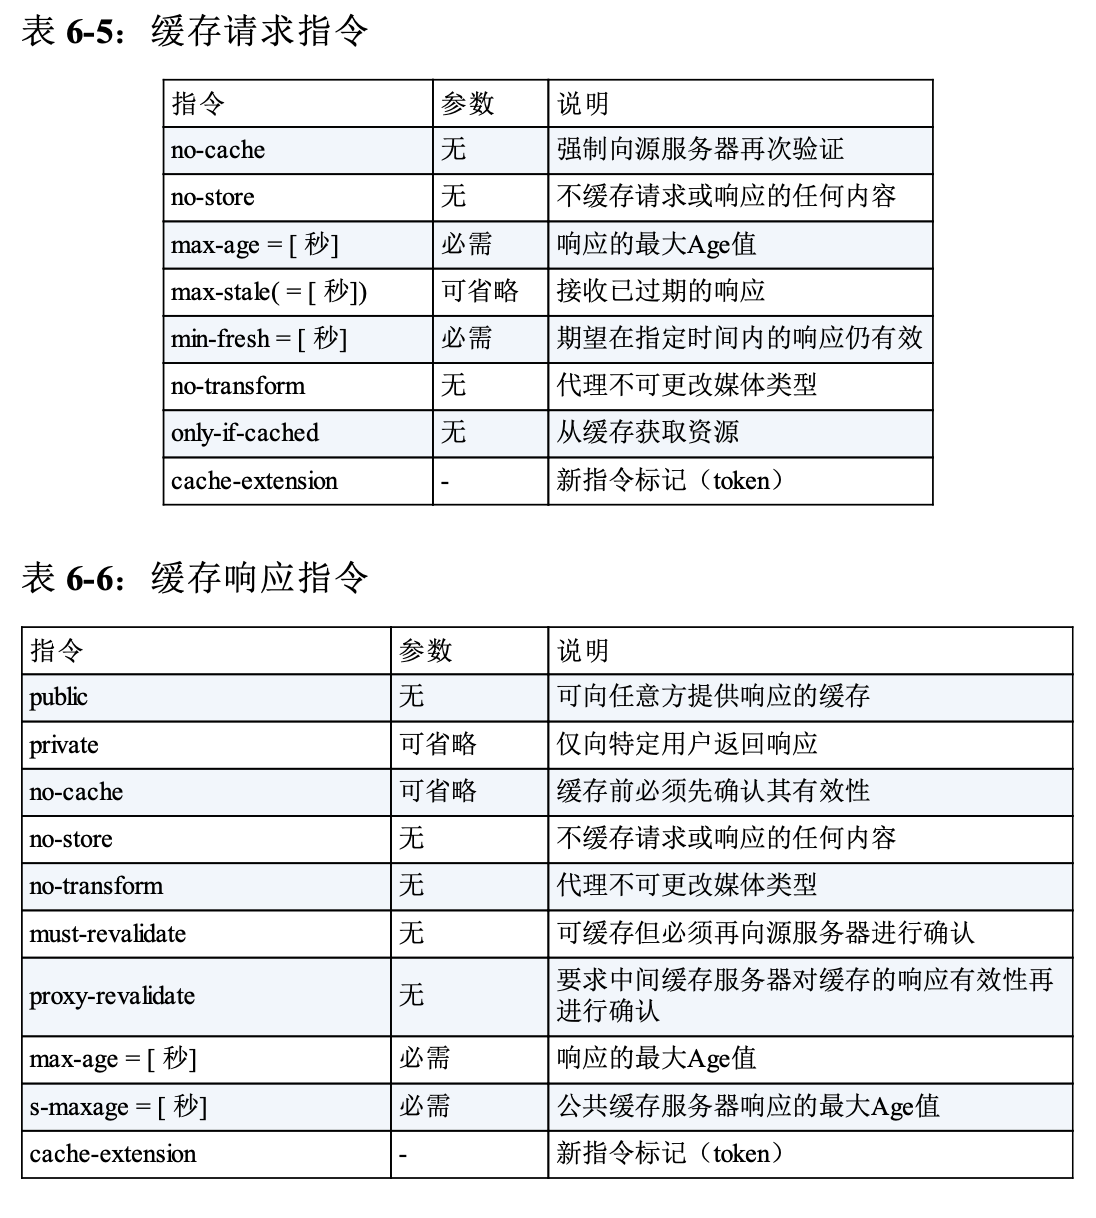 表 6-5：缓存请求指令
指令 参数 说明
no-cache 无 强制向源服务器再次验证
no-store 无 不缓存请求或响应的任何内容
max-age = [ 秒] 必需 响应的最大Age值
max-stale( = [ 秒]) 可省略 接收已过期的响应
min-fresh = [ 秒] 必需 期望在指定时间内的响应仍有效
no-transform 无 代理不可更改媒体类型
only-if-cached 无 从缓存获取资源
cache-extension - 新指令标记（token）
表 6-6：缓存响应指令
指令 参数 说明
public 无 可向任意方提供响应的缓存
private 可省略 仅向特定用户返回响应
no-cache 可省略 缓存前必须先确认其有效性
no-store 无 不缓存请求或响应的任何内容
no-transform 无 代理不可更改媒体类型
must-revalidate 无 可缓存但必须再向源服务器进行确认
proxy-revalidate 无 要求中间缓存服务器对缓存的响应有效性再
进行确认
max-age = [ 秒] 必需 响应的最大Age值
s-maxage = [ 秒] 必需 公共缓存服务器响应的最大Age值
cache-extension - 新指令标记（token）